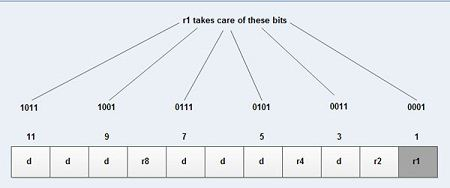 r1 takes care of these bits
1011 1001 0111 0101 0011 0001
11 9 7 5 3 1
d d d r8 d d d r4 d r2 r1